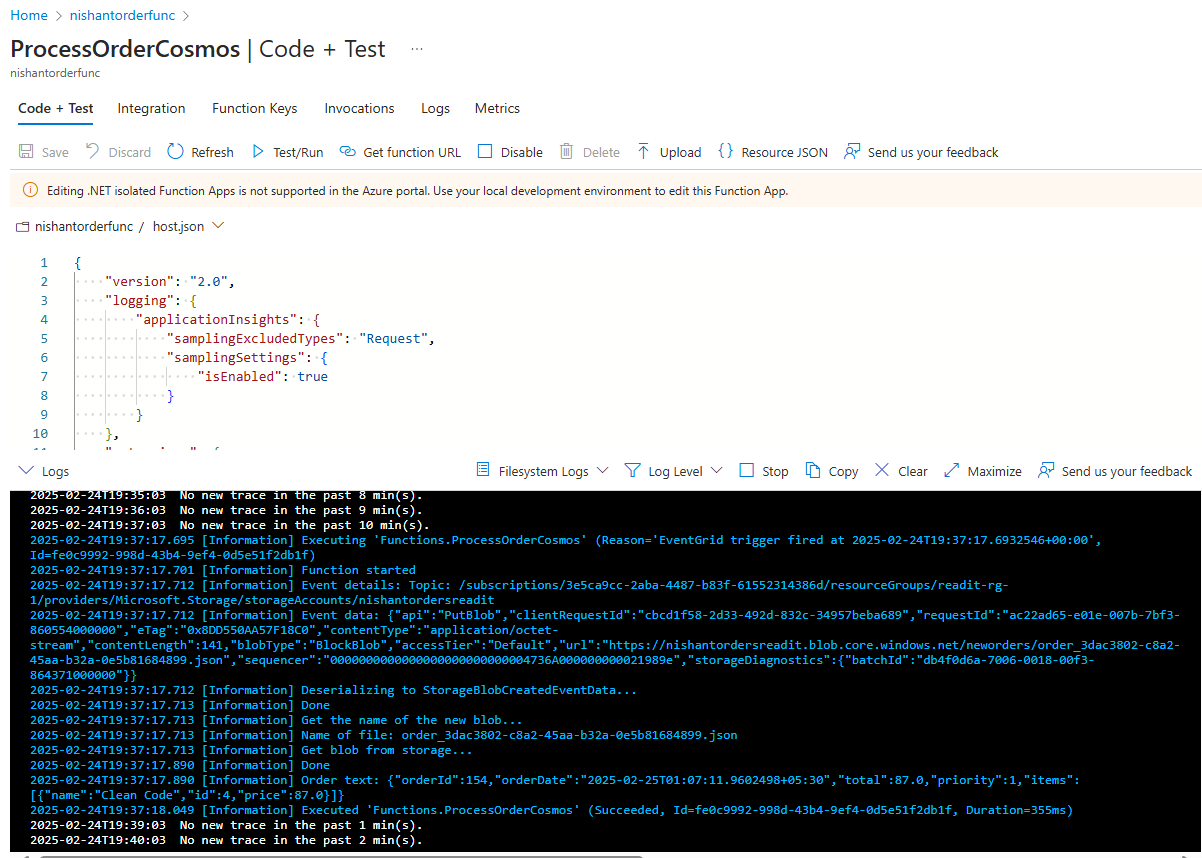 Home > nishantorderfunc >
ProcessOrderCosmos | Code + Test ...
nishantorderfunc
Code + Test Integration Function Keys Invocations Logs Metrics
Save Discard Refresh Test/Run Get function URL Disable Delete Upload {} Resource JSON Send us your feedback
Editing .NET isolated Function Apps is not supported in the Azure portal. Use your local development environment to edit this Function App.
nishantorderfunc / host.json
1 {
2 "version": "2.0",
3 "logging": {
4 "applicationInsights": {
5 "samplingExcludedTypes": "Request",
6 "samplingSettings": {
7 "isEnabled": true
8 }
9 }
10 },
Logs Filesystem Logs Log Level Stop Copy Clear Maximize Send us your feedback
2025-02-24T19:35:03 No new trace in the past 8 min(s).
2025-02-24T19:36:03 No new trace in the past 9 min(s).
2025-02-24T19:37:03 No new trace in the past 10 min(s).
2025-02-24T19:37:17.695 [Information] Executing 'Functions.ProcessOrderCosmos' (Reason='EventGrid trigger fired at 2025-02-24T19:37:17.6932546+00:00',
Id=fe0c9992-998d-43b4-9ef4-0d5e51f2db1f)
2025-02-24T19:37:17.701 [Information] Function started
2025-02-24T19:37:17.712 [Information] Event details: Topic: /subscriptions/3e5ca9cc-2aba-4487-b83f-61552314386d/resourceGroups/readit-rg-
1/providers/Microsoft.Storage/storageAccounts/nishantordersreadit
2025-02-24T19:37:17.712 [Information] Event data: {"api":"PutBlob","clientRequestId":"cbcd1f58-2d33-492d-832c-34957beba689","requestId":"ac22ad65-e01e-007b-7bf3-
860554000000","eTag":"0x8DD550AA57F18C0","contentType":"application/octet-
stream","contentLength":141,"blobType":"BlockBlob","accessTier":"Default","url":"https://nishantordersreadit.blob.core.windows.net/neworders/order_3dac3802-c8a2-
45aa-b32a-0e5b81684899.json","sequencer":"00000000000000000000000000004736A000000000021989e","storageDiagnostics":{"batchId":"db4f0d6a-7006-0018-00f3-
864371000000"}}
2025-02-24T19:37:17.712 [Information] Deserializing to StorageBlobCreatedEventData...
2025-02-24T19:37:17.713 [Information] Done
2025-02-24T19:37:17.713 [Information] Get the name of the new blob...
2025-02-24T19:37:17.713 [Information] Name of file: order_3dac3802-c8a2-45aa-b32a-0e5b81684899.json
2025-02-24T19:37:17.713 [Information] Get blob from storage...
2025-02-24T19:37:17.890 [Information] Done
2025-02-24T19:37:17.890 [Information] Order text: {"orderId":154,"orderDate":"2025-02-25T01:07:11.9602498+05:30","total":87.0,"priority":1,"items":
[{"name":"Clean Code","id":4,"price":87.0}]}
2025-02-24T19:37:18.049 [Information] Executed 'Functions.ProcessOrderCosmos' (Succeeded, Id=fe0c9992-998d-43b4-9ef4-0d5e51f2db1f, Duration=355ms)
2025-02-24T19:39:03 No new trace in the past 1 min(s).
2025-02-24T19:40:03 No new trace in the past 2 min(s).